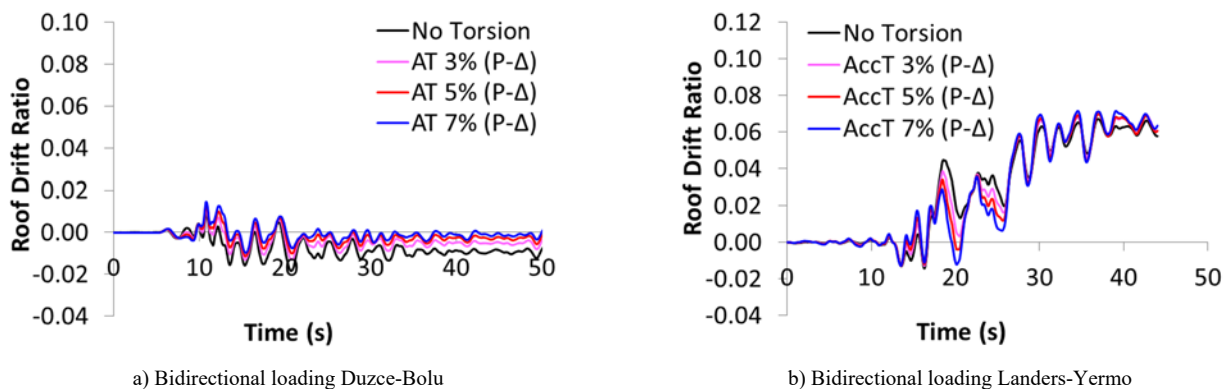 0.10
0.08
0.06
0.04
0.02
0.00
-0.02
-0.04
Roof Drift Ratio
No Torsion
AT 3% (P-Δ)
AT 5% (P-Δ)
AT 7% (P-Δ)
0 10 20 30 40 50
Time (s)
a) Bidirectional loading Duzce-Bolu
0.12
0.10
0.08
0.06
0.04
0.02
0.00
-0.02
-0.04
Roof Drift Ratio
No Torsion
AccT 3% (P-Δ)
AccT 5% (P-Δ)
AccT 7% (P-Δ)
0 10 20 30 40 50
Time (s)
b) Bidirectional loading Landers-Yermo